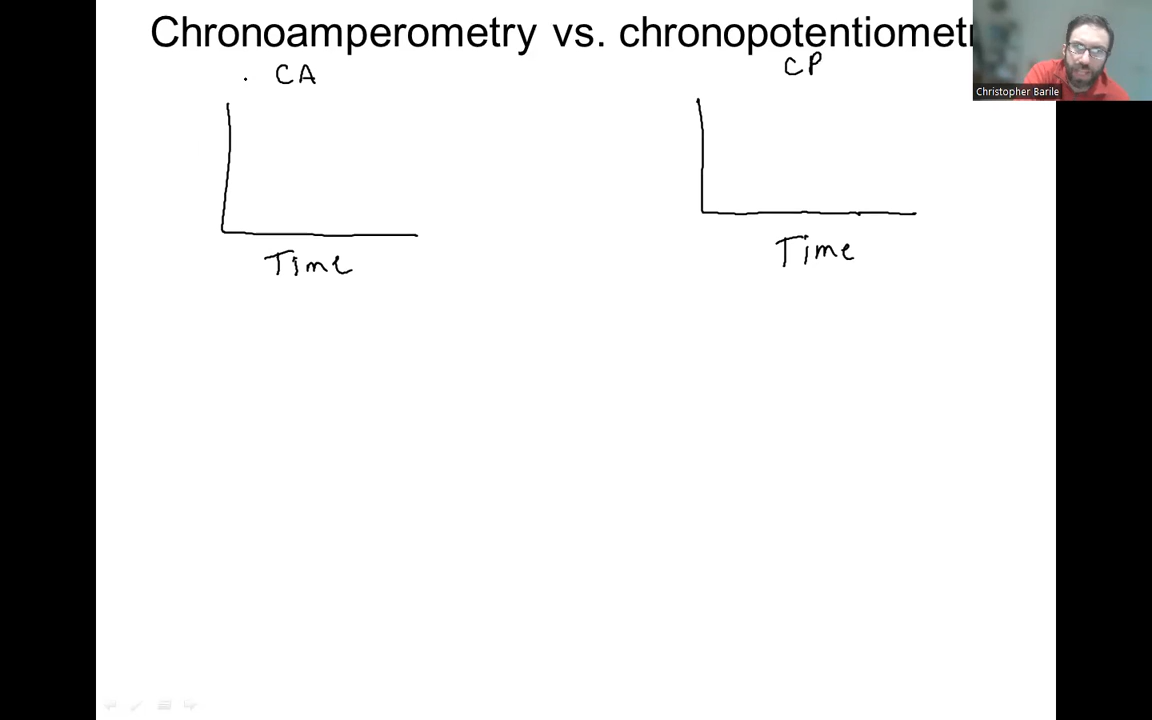 Chronoamperometry vs. chronopotentiometr
CA
CP
Christopher Barile
Time
Time